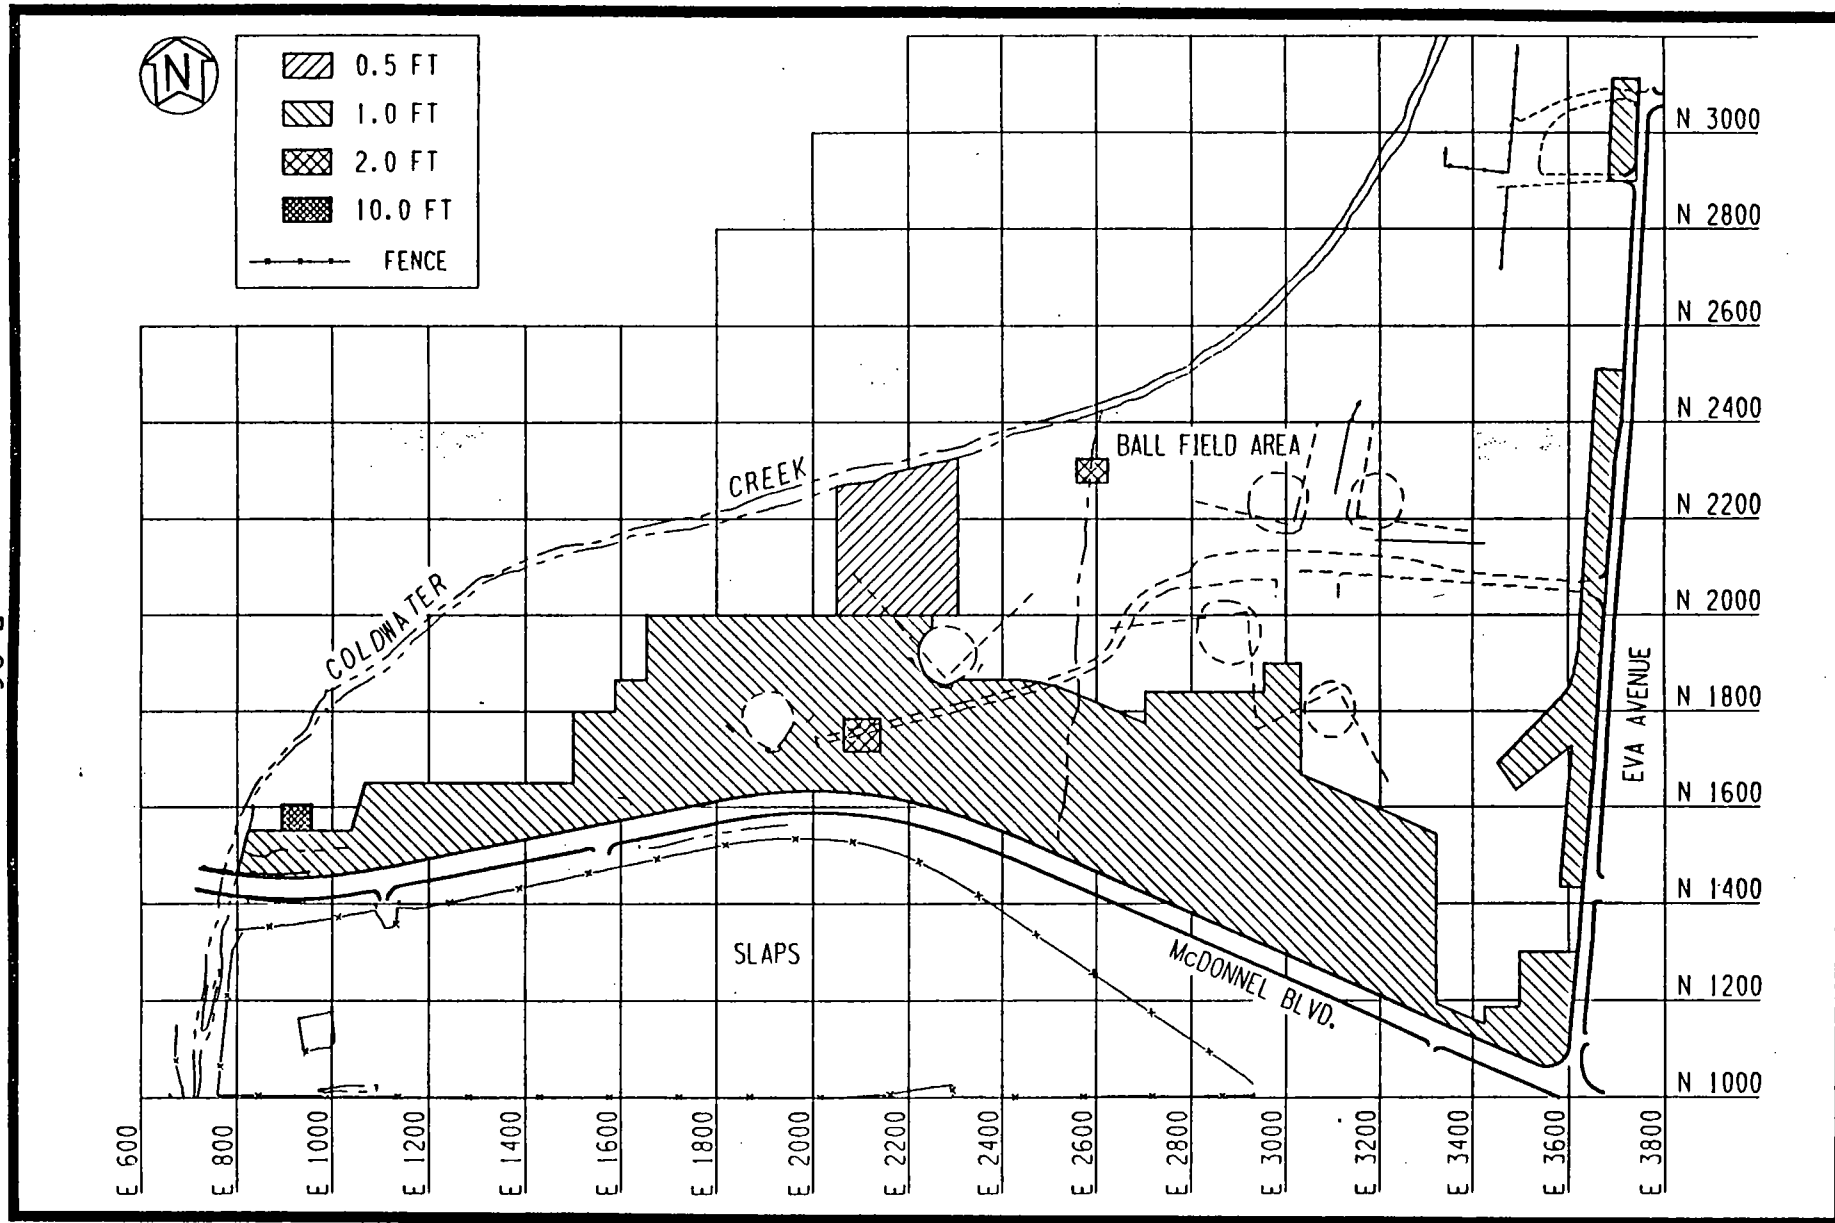 N
0.5 FT
1.0 FT
2.0 FT
10.0 FT
FENCE
N 3000
N 2800
N 2600
N 2400
N 2200
N 2000
N 1800
N 1600
N 1400
N 1200
N 1000
BALL FIELD AREA
COLDWATER CREEK
EVA AVENUE
SLAPS
McDONNEL BLVD.
E 600
E 800
E 1000
E 1200
E 1400
E 1600
E 1800
E 2000
E 2200
E 2400
E 2600
E 2800
E 3000
E 3200
E 3400
E 3600
E 3800